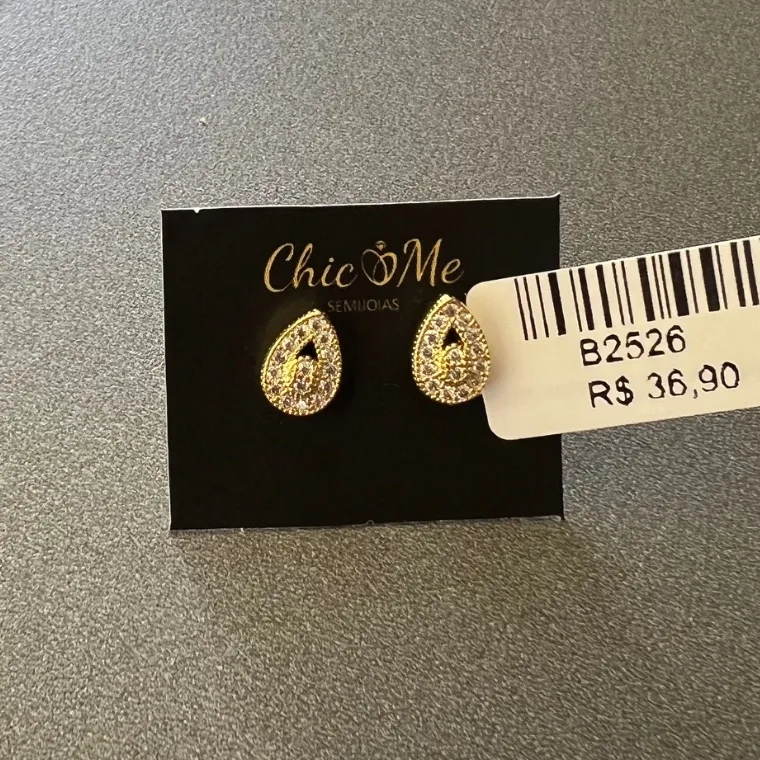 Chic Me
SEMIJOIAS
B2526
R$ 36,90